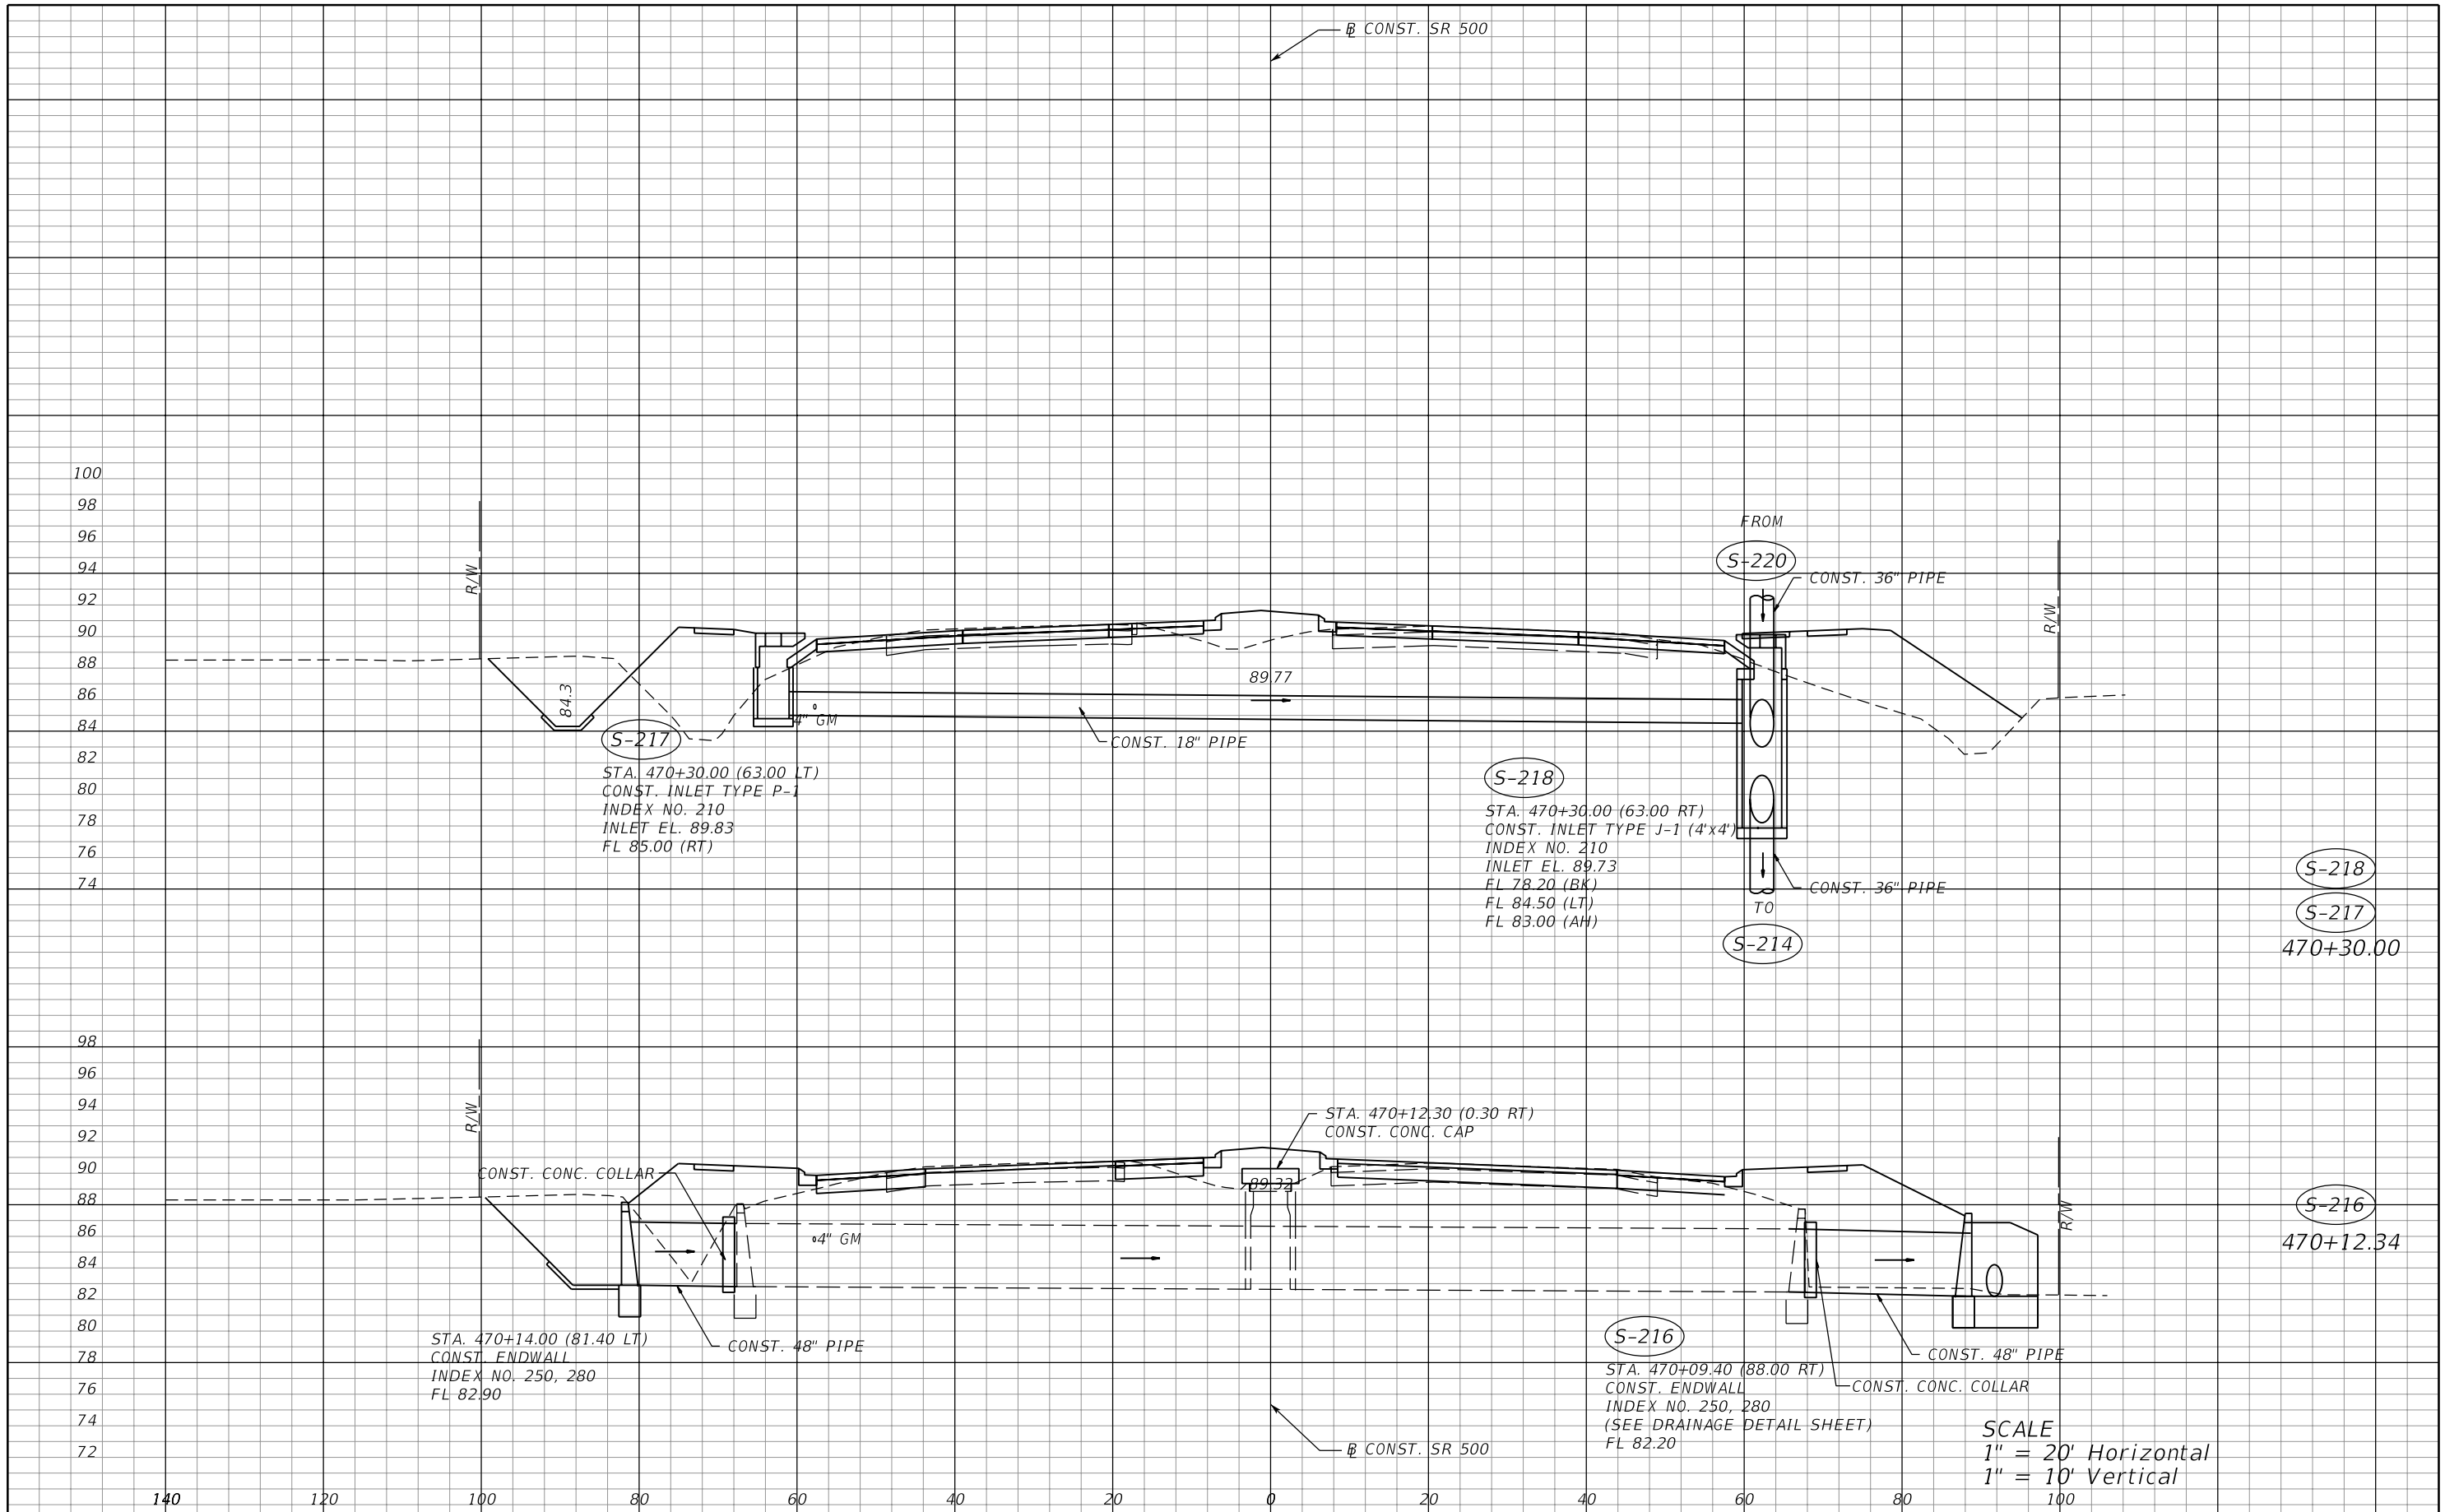 ℄ CONST. SR 500
100
98
96
94
92
90
88
86
84
82
80
78
76
74
R/W
84.3
S-217
STA. 470+30.00 (63.00 LT)
CONST. INLET TYPE P-1
INDEX NO. 210
INLET EL. 89.83
FL 85.00 (RT)
4" GM
CONST. 18" PIPE
89.77
S-218
STA. 470+30.00 (63.00 RT)
CONST. INLET TYPE J-1 (4'x4')
INDEX NO. 210
INLET EL. 89.73
FL 78.20 (BK)
FL 84.50 (LT)
FL 83.00 (AH)
FROM
S-220
CONST. 36" PIPE
R/W
CONST. 36" PIPE
TO
S-214
S-218
S-217
470+30.00
98
96
94
92
90
88
86
84
82
80
78
76
74
72
R/W
CONST. CONC. COLLAR
STA. 470+14.00 (81.40 LT)
CONST. ENDWALL
INDEX NO. 250, 280
FL 82.90
CONST. 48" PIPE
4" GM
STA. 470+12.30 (0.30 RT)
CONST. CONC. CAP
89.32
℄ CONST. SR 500
S-216
STA. 470+09.40 (88.00 RT)
CONST. ENDWALL
INDEX NO. 250, 280
(SEE DRAINAGE DETAIL SHEET)
FL 82.20
R/W
CONST. 48" PIPE
CONST. CONC. COLLAR
S-216
470+12.34
SCALE
1" = 20' Horizontal
1" = 10' Vertical
140 120 100 80 60 40 20 0 20 40 60 80 100